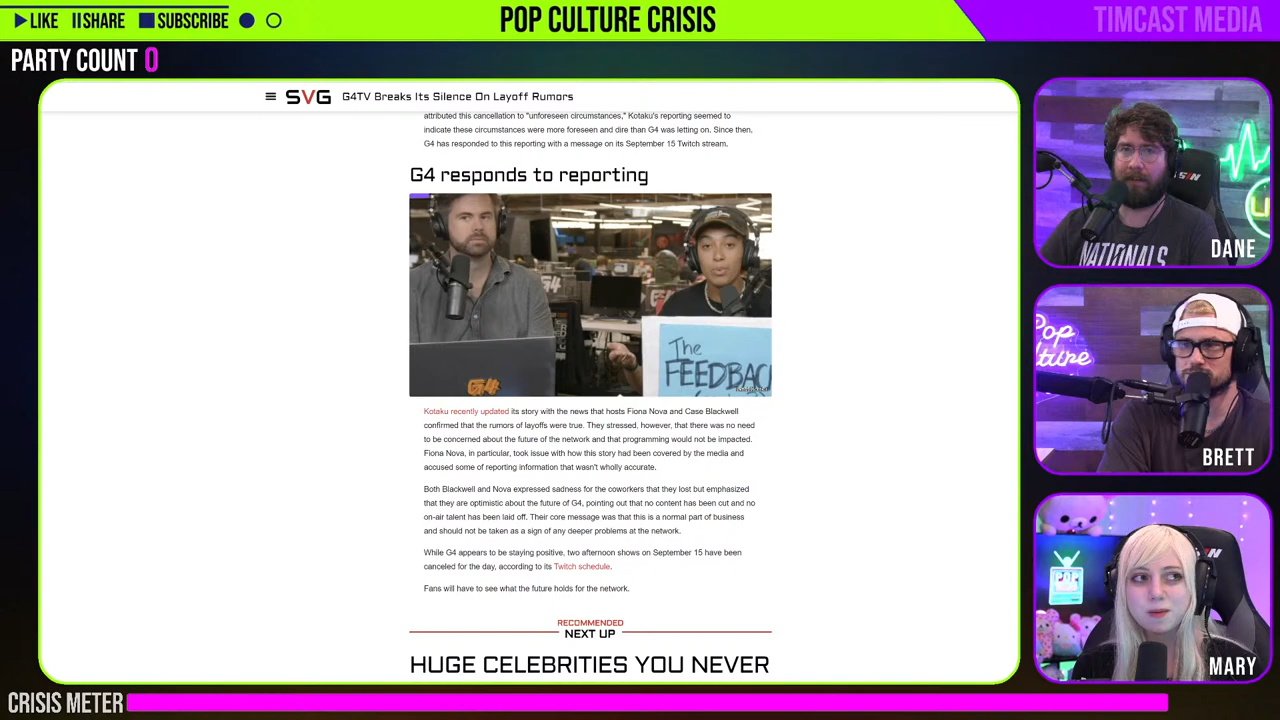 LIKE SHARE SUBSCRIBE
POP CULTURE CRISIS
TIMCAST MEDIA
PARTY COUNT 0
SVG G4TV Breaks Its Silence On Layoff Rumors
attributed this cancellation to "unforeseen circumstances," Kotaku's reporting seemed to
indicate these circumstances were more foreseen and dire than G4 was letting on. Since then,
G4 has responded to this reporting with a message on its September 15 Twitch stream.
G4 responds to reporting
G4
The
FEEDBAC
Kotaku recently updated its story with the news that hosts Fiona Nova and Case Blackwell
confirmed that the rumors of layoffs were true. They stressed, however, that there was no need
to be concerned about the future of the network and that programming would not be impacted.
Fiona Nova, in particular, took issue with how this story had been covered by the media and
accused some of reporting information that wasn't wholly accurate.
Both Blackwell and Nova expressed sadness for the coworkers that they lost but emphasized
that they are optimistic about the future of G4, pointing out that no content has been cut and no
on-air talent has been laid off. Their core message was that this is a normal part of business
and should not be taken as a sign of any deeper problems at the network.
While G4 appears to be staying positive, two afternoon shows on September 15 have been
canceled for the day, according to its Twitch schedule.
Fans will have to see what the future holds for the network.
RECOMMENDED
NEXT UP
HUGE CELEBRITIES YOU NEVER
NATIONALS
DANE
Pop
BRETT
MARY
CRISIS METER